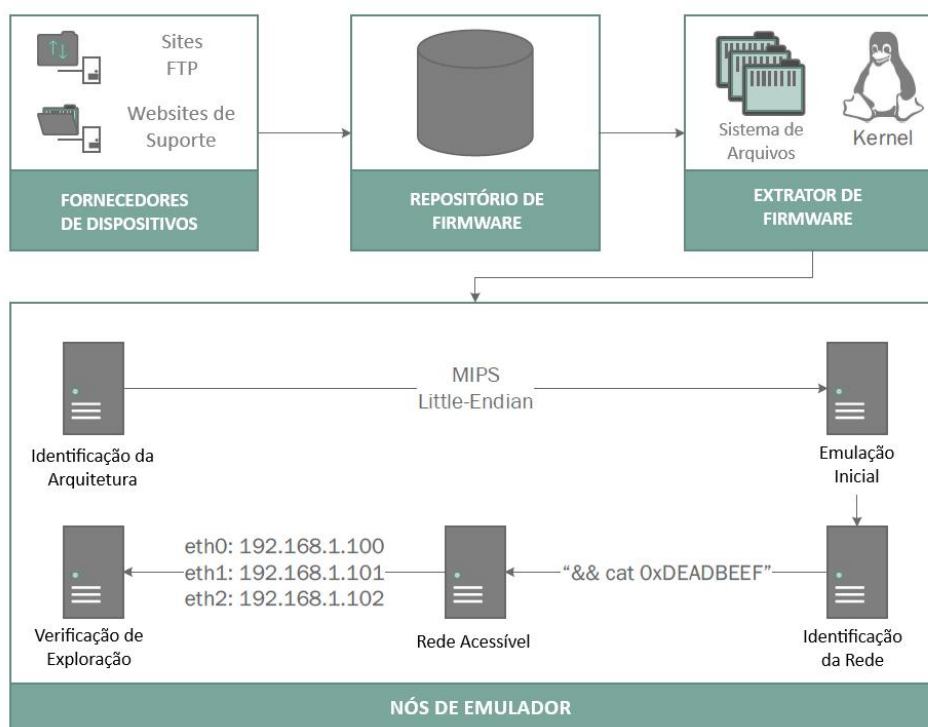 Sites
FTP
Websites de
Suporte
FORNECEDORES
DE DISPOSITIVOS
REPOSITÓRIO DE
FIRMWARE
Sistema de
Arquivos
Kernel
EXTRATOR DE
FIRMWARE
MIPS
Little-Endian
Identificação da
Arquitetura
Emulação
Inicial
eth0: 192.168.1.100
eth1: 192.168.1.101
eth2: 192.168.1.102
“&& cat 0xDEADBEEF”
Verificação de
Exploração
Rede Acessível
Identificação
da Rede
NÓS DE EMULADOR